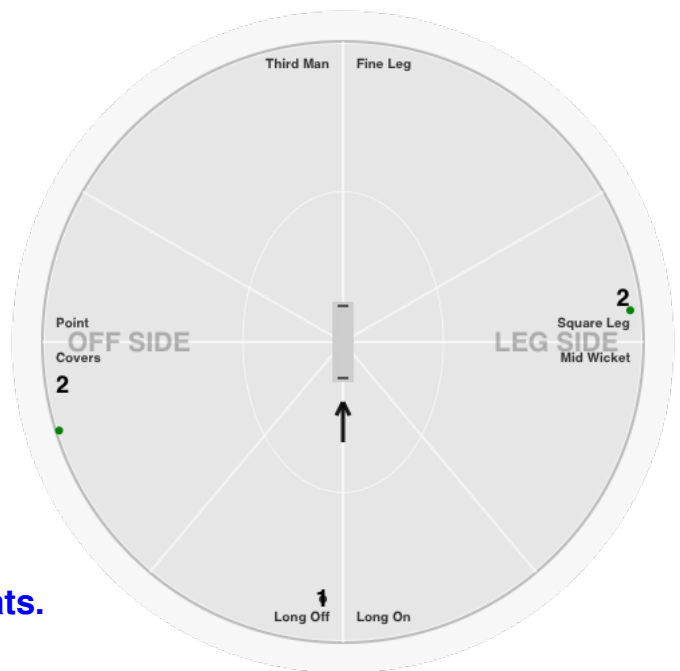 Third Man Fine Leg
2
Point Square Leg
OFF SIDE LEG SIDE
Covers Mid Wicket
2
1
Long Off Long On